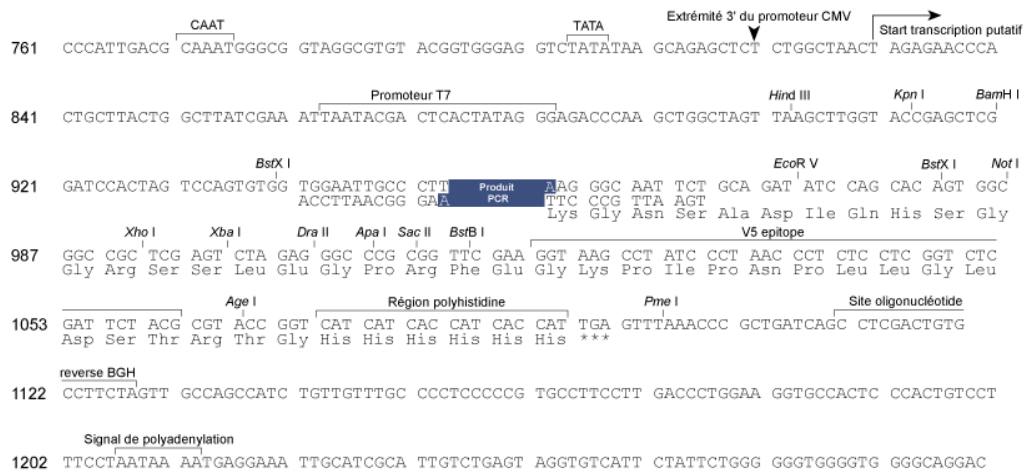 CAAT TATA Extrémité 3' du promoteur CMV
Start transcription putatif
761 CCCATTGACG CAAATGGGCG GTAGGCGTGT ACGGTGGGAG GTCTATATAA GCAGAGCTCT CTGGCTAACT AGAGAACCCA
Promoteur T7 Hind III Kpn I BamH I
841 CTGCTTACTG GCTTATCGAA ATTAATACGA CTCACTATAGG GAGACCCAAG CTGGCTAGTT AAGCTTGGTA CCGAGCTCG
BstX I EcoR V BstX I Not I
921 GATCCACTAG TCCAGTGTGG TGGAATTGCC CTT Produit PCR AAG GGC AAT TCT GCA GAT ATC CAG CAC AGT GGC
ACCTTAACGG GAA TTC CCG TTA AGT
Lys Gly Asn Ser Ala Asp Ile Gln His Ser Gly
Xho I Xba I Dra II Apa I Sac II BstB I V5 epitope
987 GGC CGC TCG AGT CTA GAG GGC CCG CGG TTC GAA GGT AAG CCT ATC CCT AAC CCT CTC CTC GGT CTC
Gly Arg Ser Ser Leu Glu Gly Pro Arg Phe Glu Gly Lys Pro Ile Pro Asn Pro Leu Leu Gly Leu
Age I Région polyhistidine Pme I Site oligonucléotide
1053 GAT TCT ACG CGT ACC GGT CAT CAT CAC CAT CAC CAT TGA GTTTAAACCC GCTGATCAGC CTCGACTGTG
Asp Ser Thr Arg Thr Gly His His His His His His ***
reverse BGH
1122 CCTTCTAGTT GCCAGCCATC TGTTGTTTGC CCCTCCCCCG TGCCTTCCTT GACCCTGGAA GGTGCCACTC CCACTGTCCT
Signal de polyadenylation
1202 TTCCTAATAA AATGAGGAAA TTGCATCGCA TTGTCTGAGT AGGTGTCATT CTATTCTGGG GGGTGGGGTG GGGCAGGAC